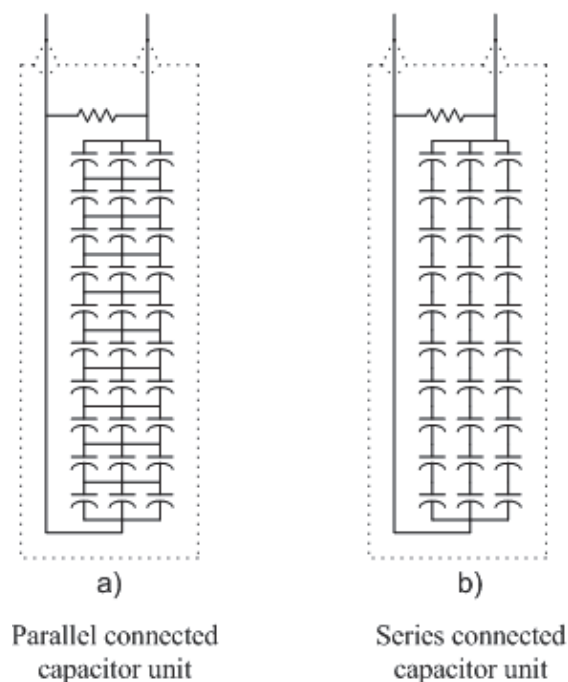 a)
b)
Parallel connected
capacitor unit
Series connected
capacitor unit